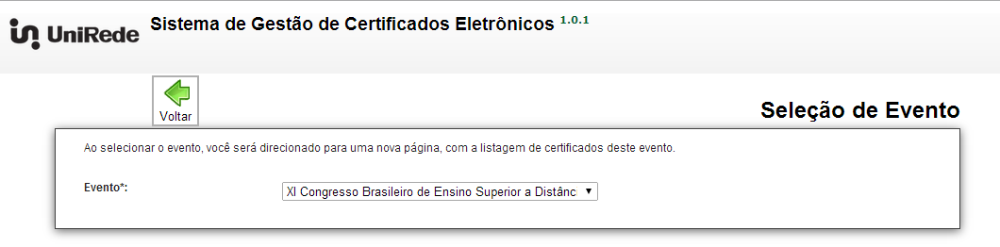 UniRede
Sistema de Gestão de Certificados Eletrônicos 1.0.1
Voltar
Seleção de Evento
Ao selecionar o evento, você será direcionado para uma nova página, com a listagem de certificados deste evento.
Evento*:
XI Congresso Brasileiro de Ensino Superior a Distânc